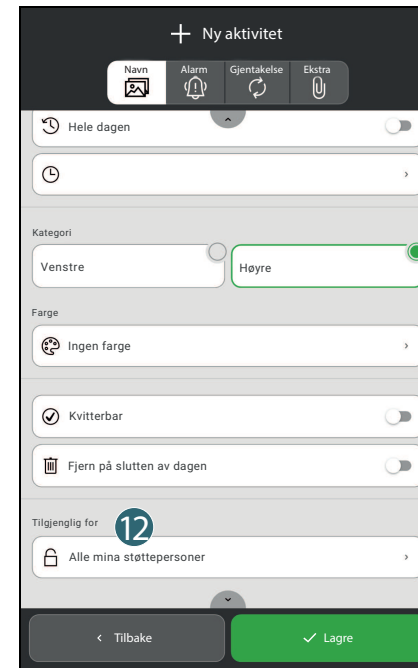 Ny aktivitet
Navn Alarm Gjentakelse Ekstra
Hele dagen
Kategori
Venstre Høyre
Farge
Ingen farge
Kvitterbar
Fjern på slutten av dagen
Tilgjenglig for 12
Alle mina støttepersoner
Tilbake Lagre